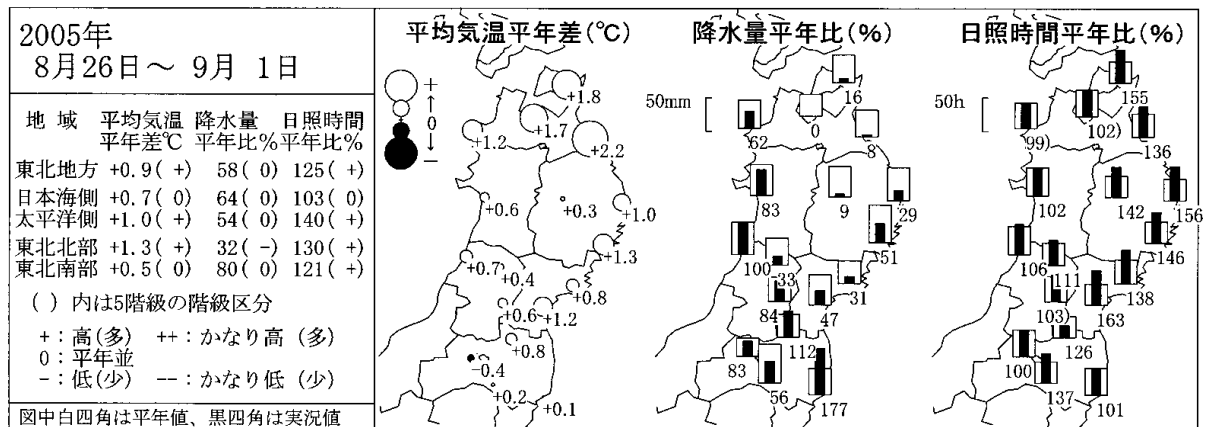 2005年
8月26日～ 9月 1日
地 域 平均気温 降水量 日照時間
平年差℃ 平年比% 平年比%
東北地方 +0.9( +) 58( 0) 125( +)
日本海側 +0.7( 0) 64( 0) 103( 0)
太平洋側 +1.0( +) 54( 0) 140( +)
東北北部 +1.3( +) 32( -) 130( +)
東北南部 +0.5( 0) 80( 0) 121( +)
( ) 内は5階級の階級区分
+：高(多) ++：かなり高 (多)
0：平年並
-：低(少) --：かなり低 (少)
図中白四角は平年値、黒四角は実況値
平均気温平年差(℃)
+
↑
0
↓
-
+1.8
+1.7
+1.2
+2.2
+0.6
+0.3
+1.0
+1.3
+0.7
+0.4
+0.8
+0.6
+1.2
+0.8
-0.4
+0.2
+0.1
降水量平年比(%)
50mm
16
62
0
8
83
9
29
100
33
51
31
84
47
112
83
56
177
日照時間平年比(%)
50h
155
99)
102)
136
102
142
156
106
111
146
138
103)
163
126
100
137
101